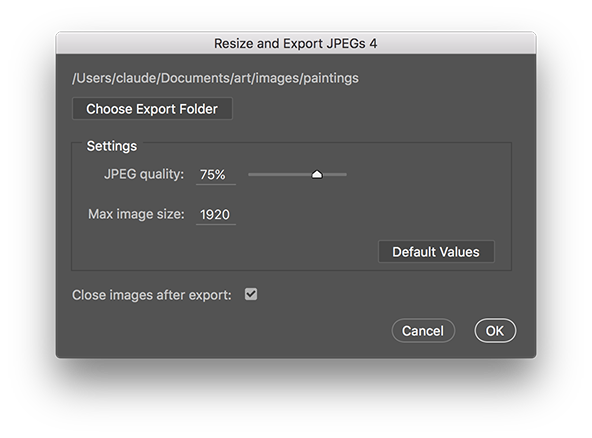 Resize and Export JPEGs 4
/Users/claude/Documents/art/images/paintings
Choose Export Folder
Settings
JPEG quality: 75%
Max image size: 1920
Default Values
Close images after export:
Cancel OK